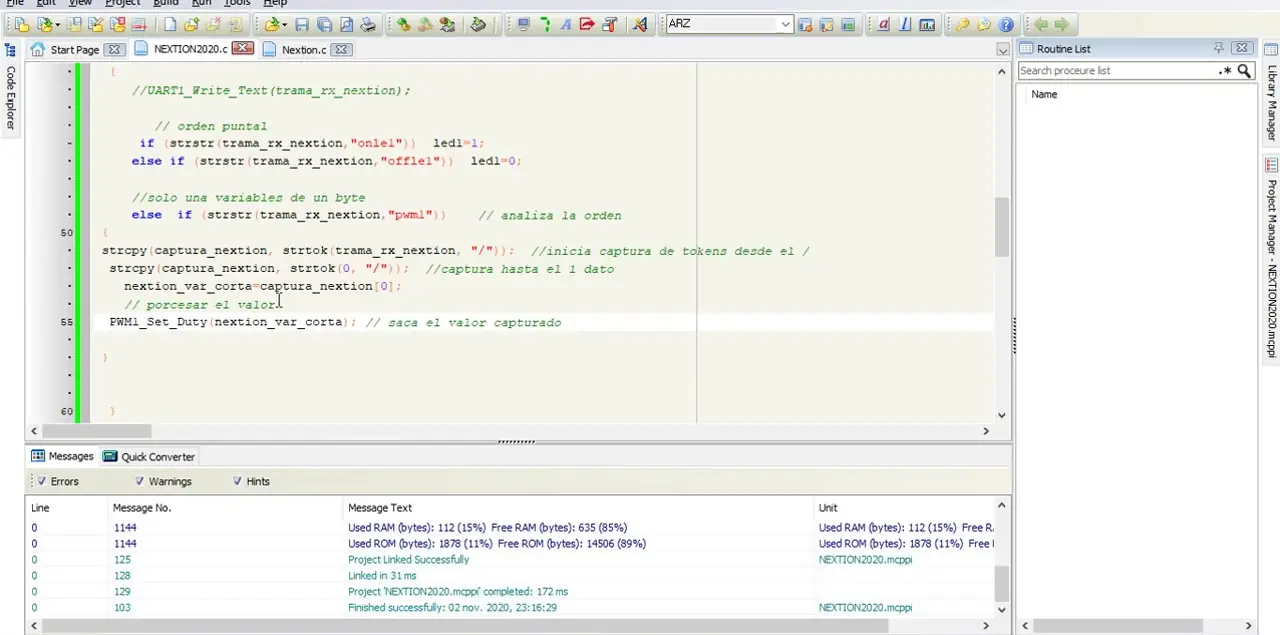 File Edit View Project Build Run Tools Help
ARZ
Start Page NEXTION2020.c Nextion.c
Routine List
Search proceure list
Name
Code Explorer
Library Manager
Project Manager - NEXTION2020.mcppi
{
//UART1_Write_Text(trama_rx_nextion);
// orden puntal
if (strstr(trama_rx_nextion,"onle1")) led1=1;
else if (strstr(trama_rx_nextion,"offle1")) led1=0;
//solo una variables de un byte
else if (strstr(trama_rx_nextion,"pwm1")) // analiza la orden
50 {
strcpy(captura_nextion, strtok(trama_rx_nextion, "/")); //inicia captura de tokens desde el /
strcpy(captura_nextion, strtok(0, "/")); //captura hasta el 1 dato
nextion_var_corta=captura_nextion[0];
// porcesar el valor
55 PWM1_Set_Duty(nextion_var_corta); // saca el valor capturado
}
60 }
Messages Quick Converter
Errors Warnings Hints
Line Message No. Message Text Unit
0 1144 Used RAM (bytes): 112 (15%) Free RAM (bytes): 635 (85%) Used RAM (bytes): 112 (15%) Free R
0 1144 Used ROM (bytes): 1878 (11%) Free ROM (bytes): 14506 (89%) Used ROM (bytes): 1878 (11%) Free
0 125 Project Linked Successfully NEXTION2020.mcppi
0 128 Linked in 31 ms
0 129 Project 'NEXTION2020.mcppi' completed: 172 ms
0 103 Finished successfully: 02 nov. 2020, 23:16:29 NEXTION2020.mcppi